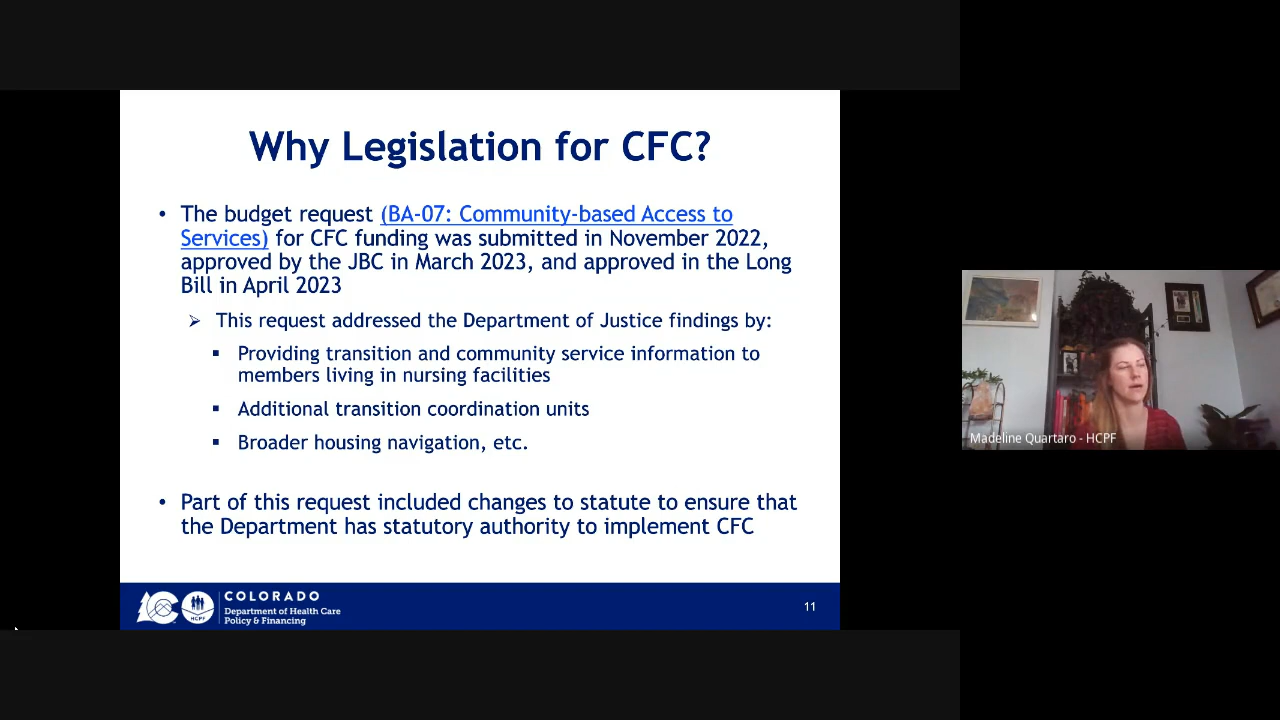 Why Legislation for CFC?
• The budget request (BA-07: Community-based Access to
Services) for CFC funding was submitted in November 2022,
approved by the JBC in March 2023, and approved in the Long
Bill in April 2023
➢ This request addressed the Department of Justice findings by:
▪ Providing transition and community service information to
members living in nursing facilities
▪ Additional transition coordination units
▪ Broader housing navigation, etc.
• Part of this request included changes to statute to ensure that
the Department has statutory authority to implement CFC
HCPF
COLORADO
Department of Health Care
Policy & Financing
11
Madeline Quartaro - HCPF